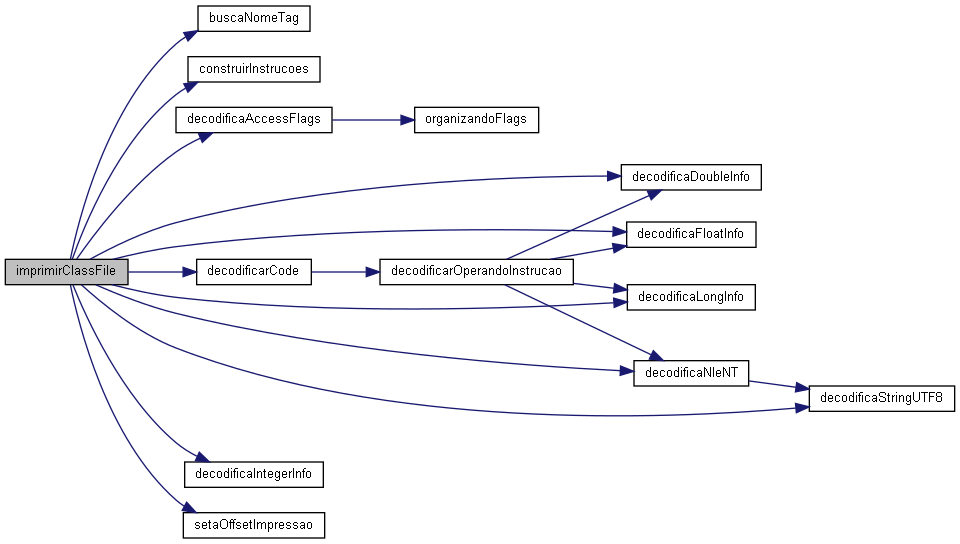 buscaNomeTag
construirInstrucoes
decodificaAccessFlags
organizandoFlags
decodificaDoubleInfo
decodificaFloatInfo
imprimirClassFile
decodificarCode
decodificarOperandoInstrucao
decodificaLongInfo
decodificaNIeNT
decodificaStringUTF8
decodificaIntegerInfo
setaOffsetImpressao